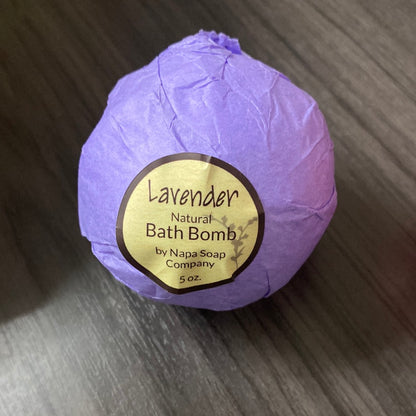 Lavender
Natural
Bath Bomb
by Napa Soap
Company
5 oz.